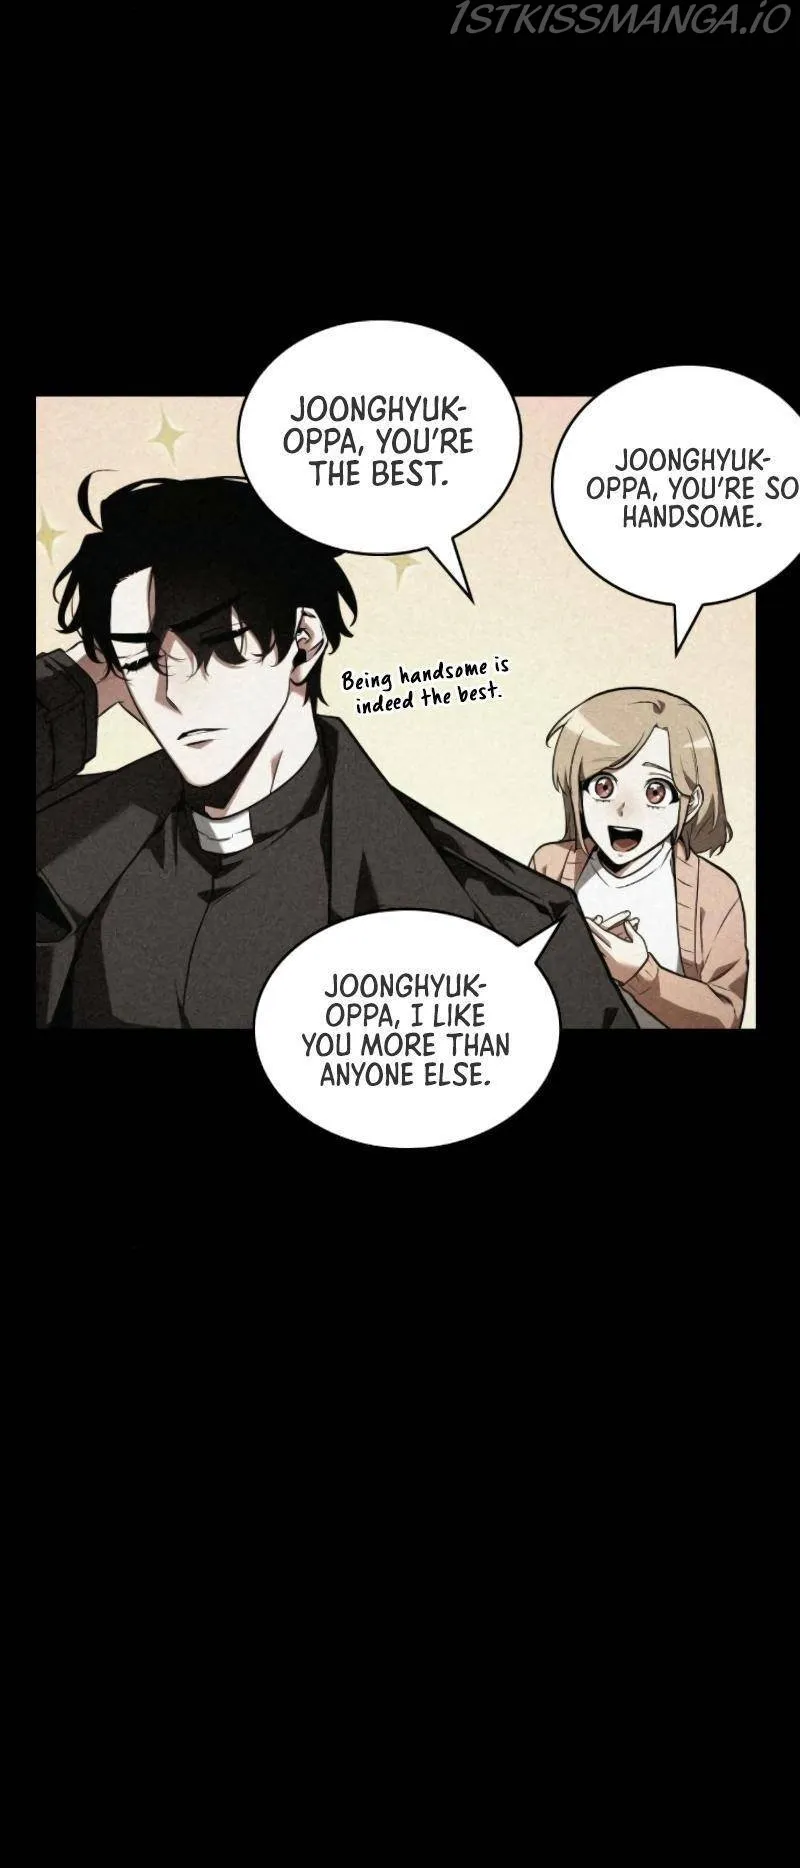 1STKISSMANGA.IO
JOONGHYUK-
OPPA, YOU'RE
THE BEST.
JOONGHYUK-
OPPA, YOU'RE SO
HANDSOME.
Being handsome is
indeed the best.
JOONGHYUK-
OPPA, I LIKE
YOU MORE THAN
ANYONE ELSE.